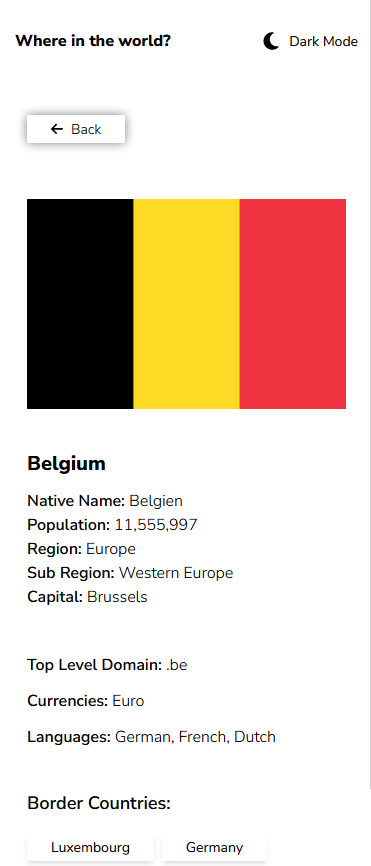 Where in the world?
Dark Mode
Back
Belgium
Native Name: Belgien
Population: 11,555,997
Region: Europe
Sub Region: Western Europe
Capital: Brussels
Top Level Domain: .be
Currencies: Euro
Languages: German, French, Dutch
Border Countries:
Luxembourg
Germany